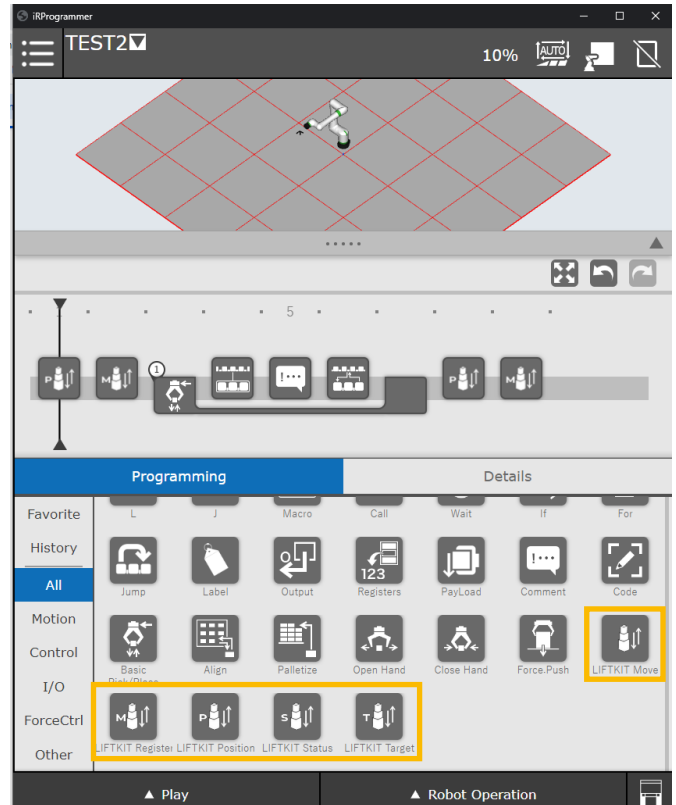 iRProgrammer
TEST2
10%
AUTO
5
P
M
1
P
M
Programming
Details
Favorite
L
J
Macro
Call
Wait
If
For
History
All
123
Jump
Label
Output
Registers
PayLoad
Comment
Code
Motion
Control
Basic
Align
Palletize
Open Hand
Close Hand
Force.Push
LIFTKIT Move
I/O
ForceCtrl
M
P
S
T
LIFTKIT Register
LIFTKIT Position
LIFTKIT Status
LIFTKIT Target
Other
Play
Robot Operation